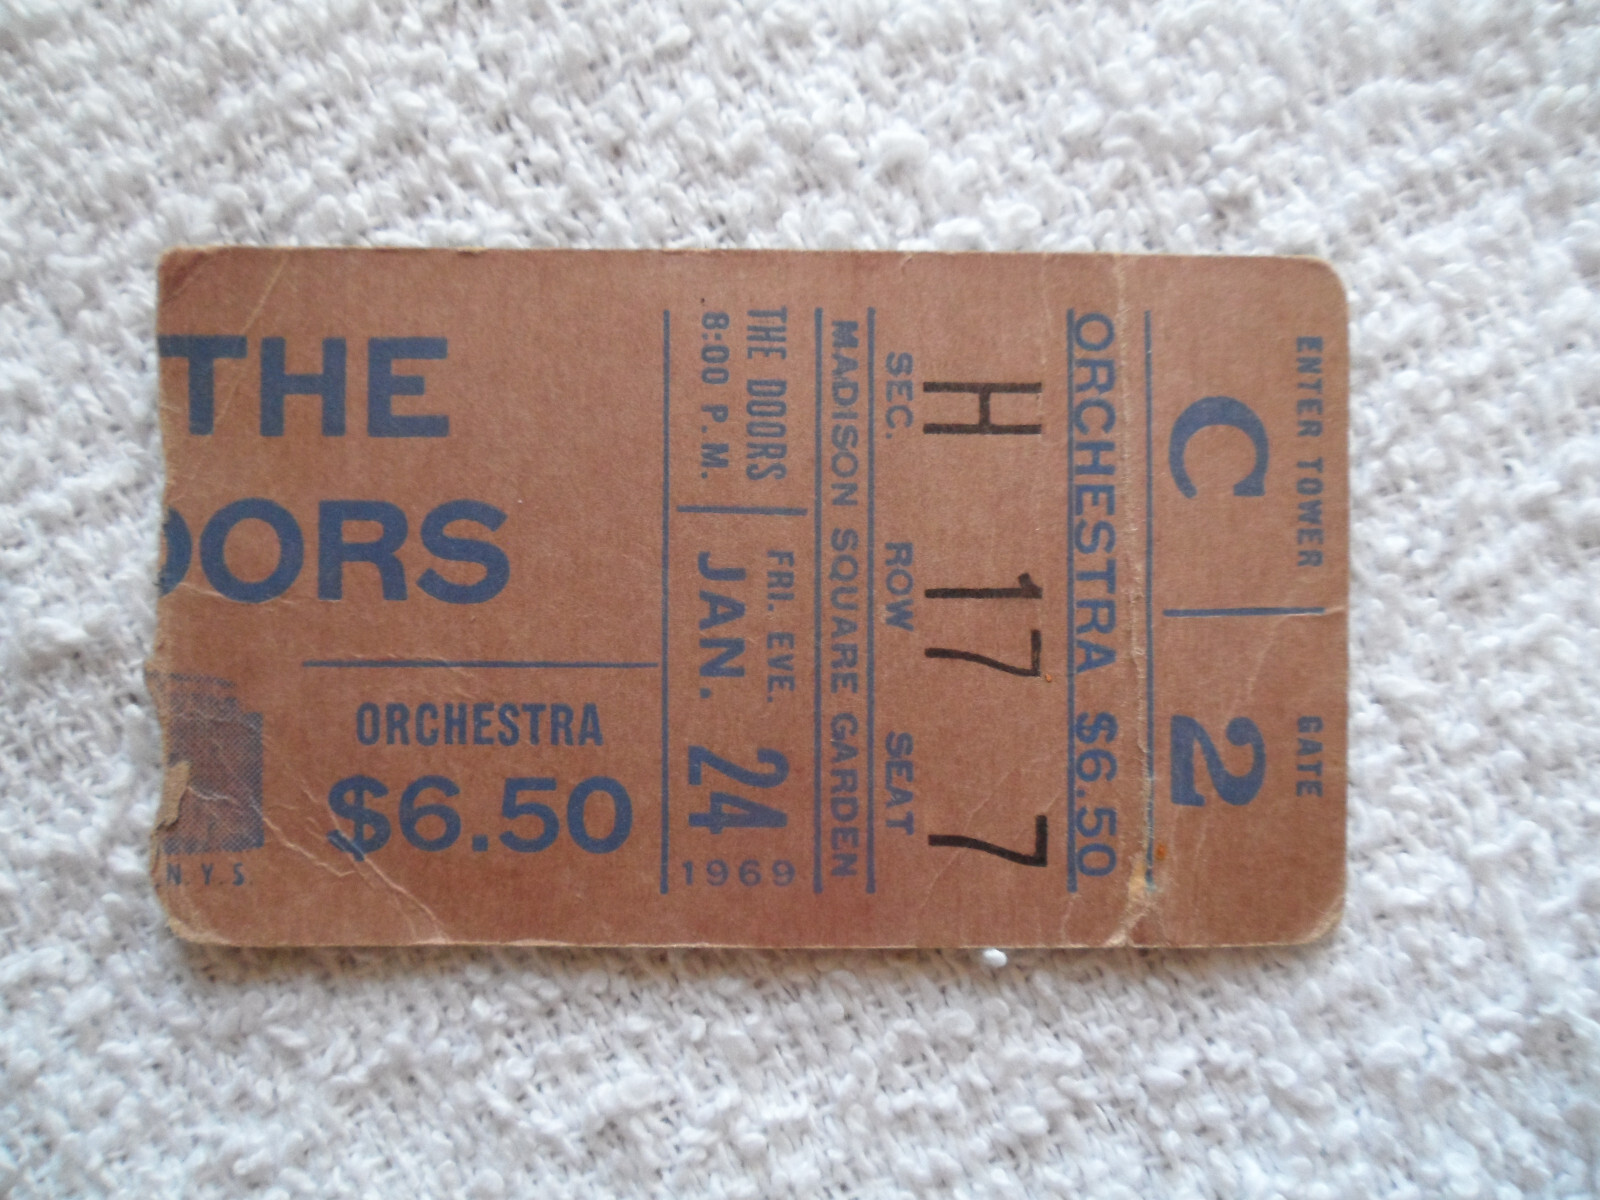 THE
DOORS
ORCHESTRA
$6.50
N.Y.S.
ENTER TOWER GATE
C 2
ORCHESTRA $6.50
H 17 7
SEC. ROW SEAT
MADISON SQUARE GARDEN
THE DOORS FRI. EVE.
8:00 P.M. JAN. 24
1969